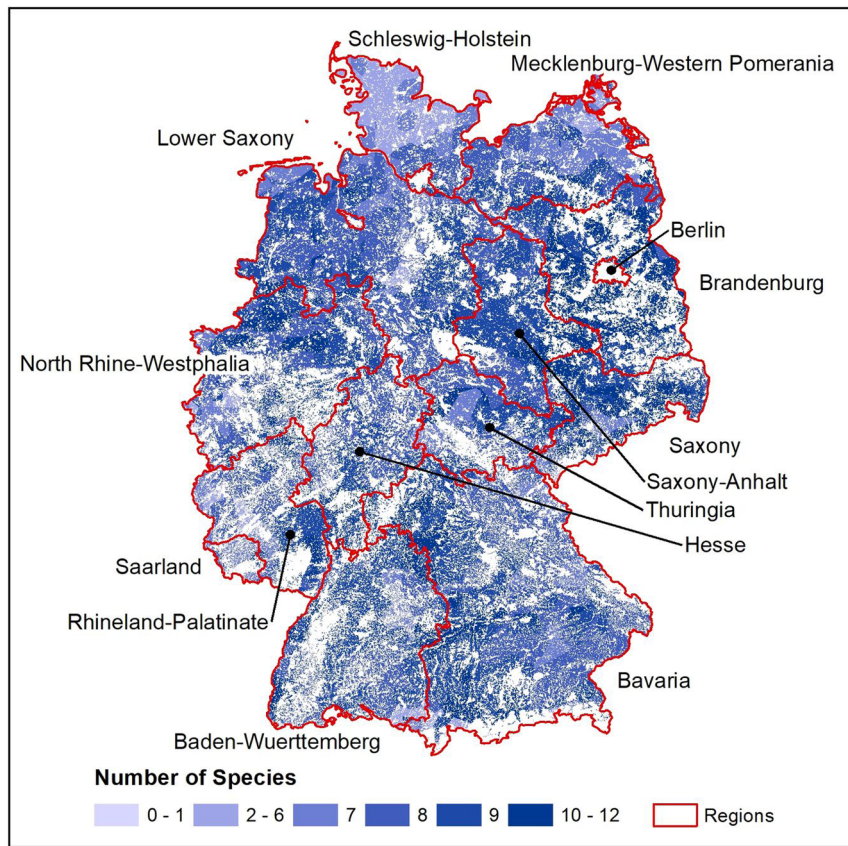 Schleswig-Holstein
Mecklenburg-Western Pomerania
Lower Saxony
Berlin
Brandenburg
North Rhine-Westphalia
Saxony
Saxony-Anhalt
Thuringia
Hesse
Saarland
Rhineland-Palatinate
Bavaria
Baden-Wuerttemberg
Number of Species
0 - 1 2 - 6 7 8 9 10 - 12 Regions